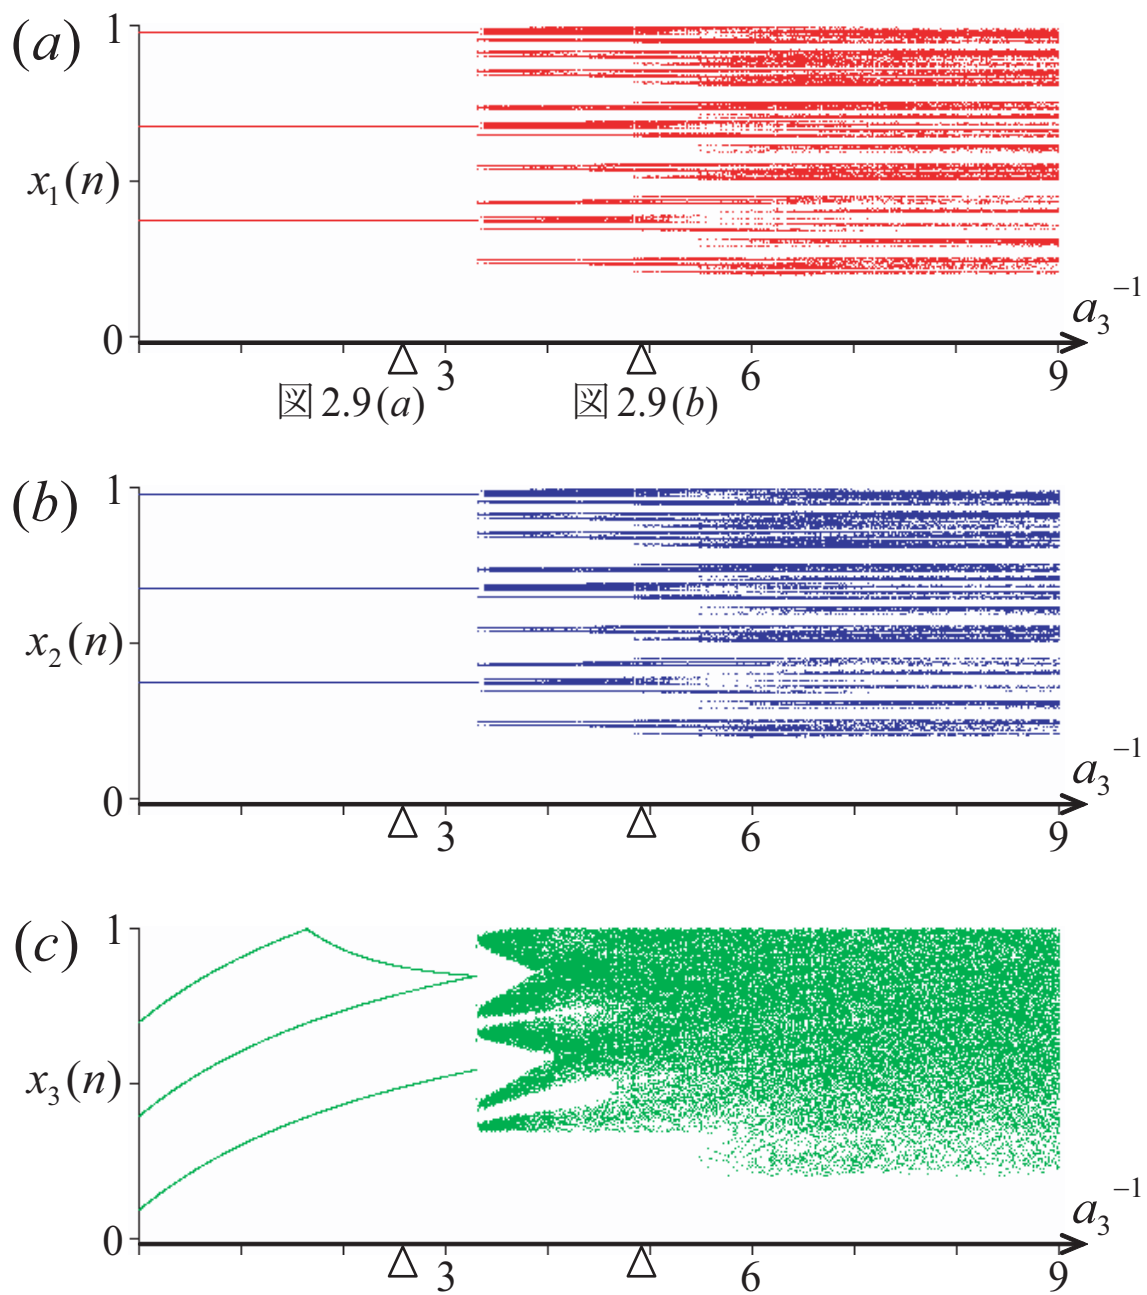 (a)
1
x₁(n)
0
3
6
9
a₃⁻¹
図 2.9(a)
図 2.9(b)
(b)
1
x₂(n)
0
3
6
9
a₃⁻¹
(c)
1
x₃(n)
0
3
6
9
a₃⁻¹